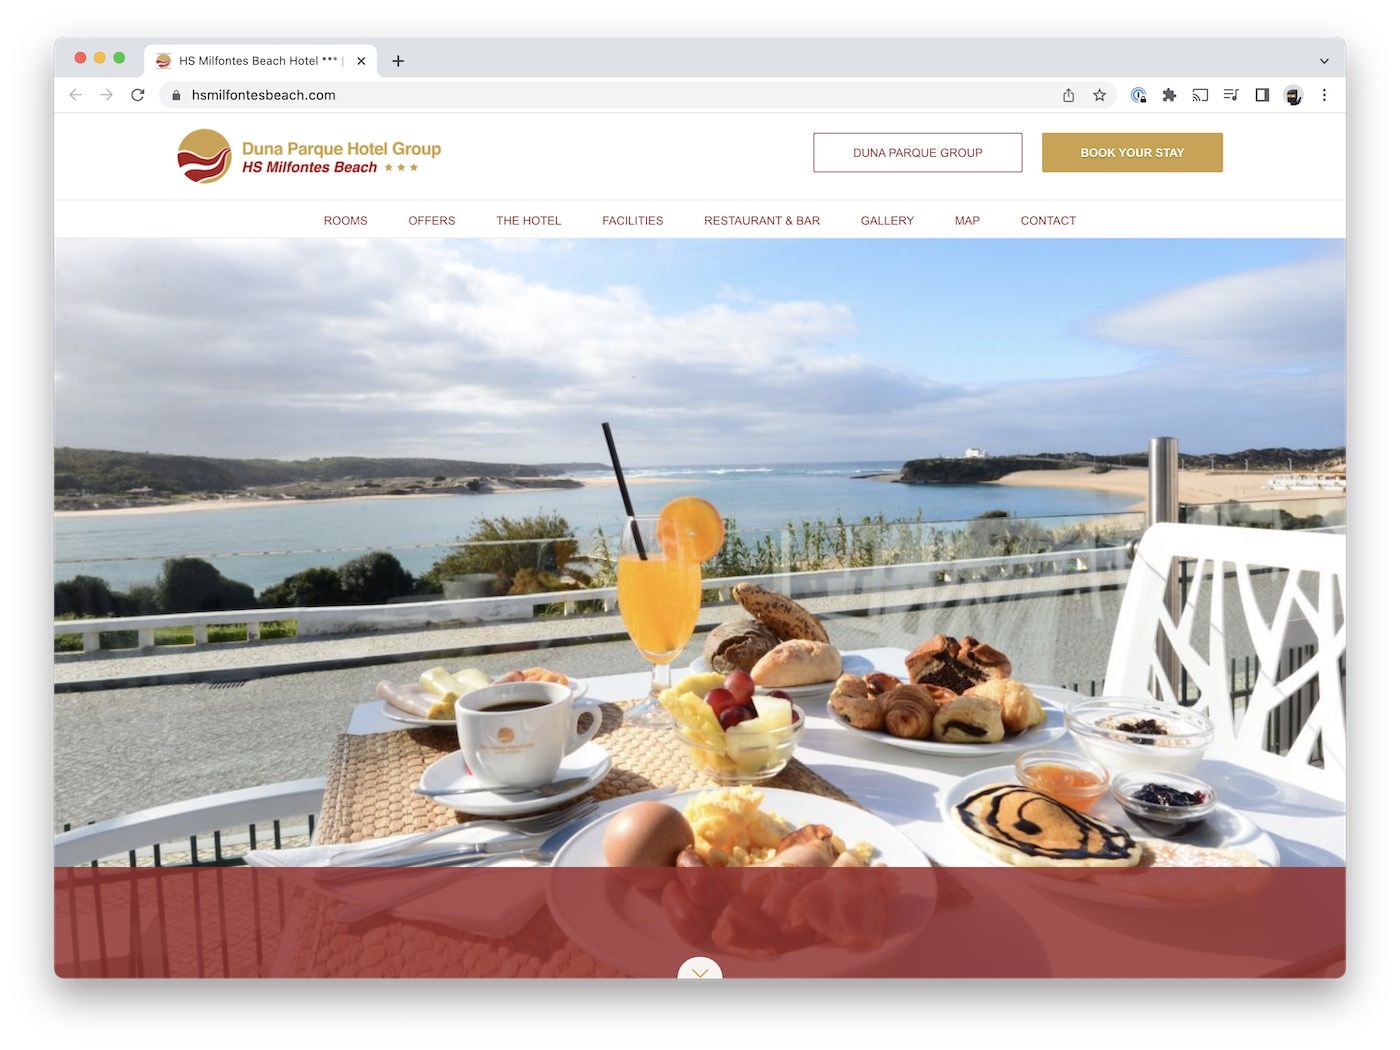 HS Milfontes Beach Hotel *** |
hsmilfontesbeach.com
Duna Parque Hotel Group
HS Milfontes Beach ★ ★ ★
DUNA PARQUE GROUP
BOOK YOUR STAY
ROOMS OFFERS THE HOTEL FACILITIES RESTAURANT & BAR GALLERY MAP CONTACT